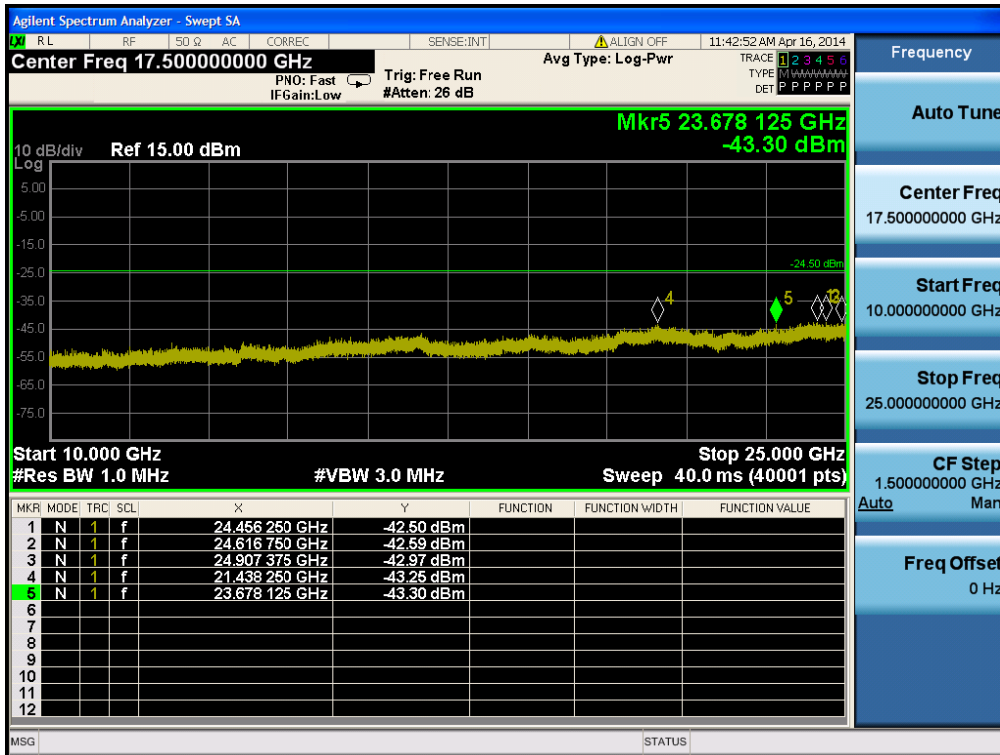 Agilent Spectrum Analyzer - Swept SA
LXI RL RF 50 Ω AC CORREC SENSE:INT ALIGN OFF 11:42:52 AM Apr 16, 2014
Center Freq 17.500000000 GHz
PNO: Fast
IFGain:Low
Trig: Free Run
#Atten: 26 dB
Avg Type: Log-Pwr
TRACE 1 2 3 4 5 6
TYPE M WWWWW
DET P P P P P P
Mkr5 23.678 125 GHz
-43.30 dBm
10 dB/div Ref 15.00 dBm
Log
5.00
-5.00
-15.0
-24.50 dBm
-25.0
-35.0
4
5
-45.0
-55.0
-65.0
-75.0
Start 10.000 GHz Stop 25.000 GHz
#Res BW 1.0 MHz #VBW 3.0 MHz Sweep 40.0 ms (40001 pts)
MKR MODE TRC SCL X Y FUNCTION FUNCTION WIDTH FUNCTION VALUE
1 N 1 f 24.456 250 GHz -42.50 dBm
2 N 1 f 24.616 750 GHz -42.59 dBm
3 N 1 f 24.907 375 GHz -42.97 dBm
4 N 1 f 21.438 250 GHz -43.25 dBm
5 N 1 f 23.678 125 GHz -43.30 dBm
6
7
8
9
10
11
12
MSG STATUS
Frequency
Auto Tune
Center Freq
17.500000000 GHz
Start Freq
10.000000000 GHz
Stop Freq
25.000000000 GHz
CF Step
1.500000000 GHz
Auto Man
Freq Offset
0 Hz